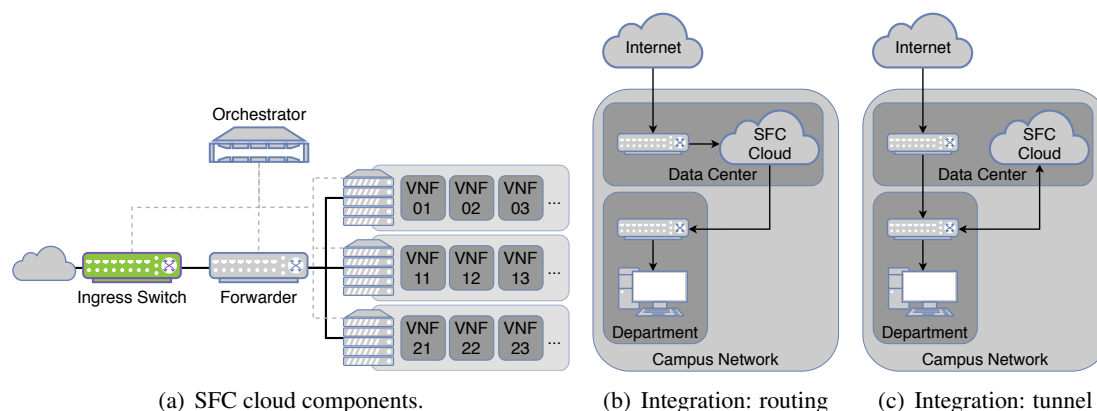 Orchestrator
VNF 01
VNF 02
VNF 03
...
VNF 11
VNF 12
VNF 13
...
VNF 21
VNF 22
VNF 23
...
Ingress Switch
Forwarder
(a) SFC cloud components.
Internet
SFC
Cloud
Data Center
Department
Campus Network
(b) Integration: routing
Internet
SFC
Cloud
Data Center
Department
Campus Network
(c) Integration: tunnel